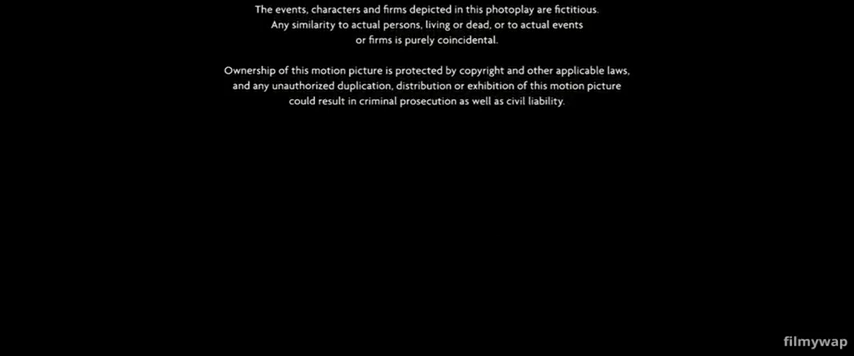 The events, characters and firms depicted in this photoplay are fictitious.
Any similarity to actual persons, living or dead, or to actual events
or firms is purely coincidental.
Ownership of this motion picture is protected by copyright and other applicable laws,
and any unauthorized duplication, distribution or exhibition of this motion picture
could result in criminal prosecution as well as civil liability.
filmywap